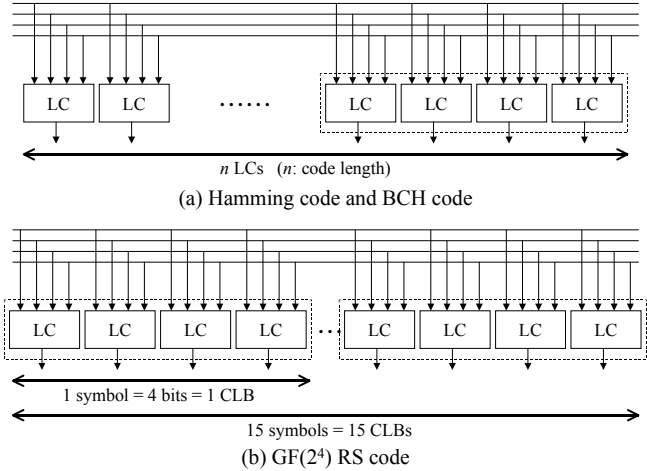 LC LC ...... LC LC LC LC
n LCs (n: code length)
(a) Hamming code and BCH code
LC LC LC LC ... LC LC LC LC
1 symbol = 4 bits = 1 CLB
15 symbols = 15 CLBs
(b) GF(2⁴) RS code